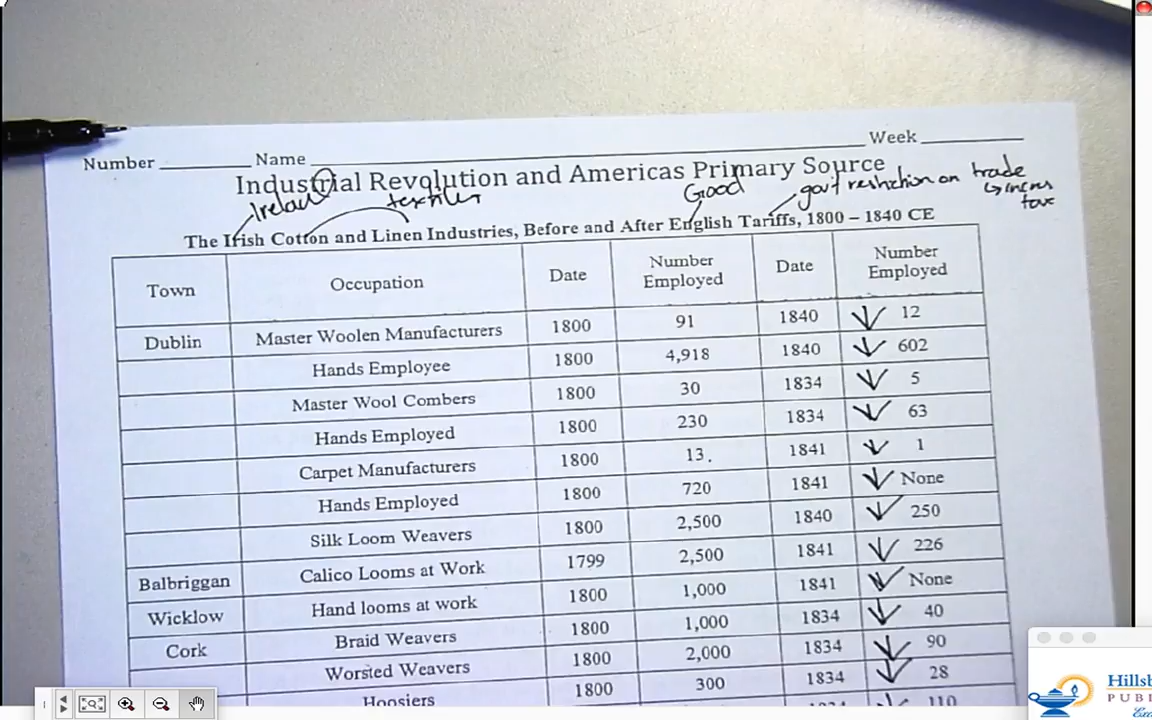 Number ________ Name ________ Week ________
Industrial Revolution and Americas Primary Source
Ireland textiles Good govt restriction on trade
The Irish Cotton and Linen Industries, Before and After English Tariffs, 1800 – 1840 CE
Town Occupation Date Number Employed Date Number Employed
Dublin Master Woolen Manufacturers 1800 91 1840 12
Hands Employee 1800 4,918 1840 602
Master Wool Combers 1800 30 1834 5
Hands Employed 1800 230 1834 63
Carpet Manufacturers 1800 13 1841 1
Hands Employed 1800 720 1841 None
Silk Loom Weavers 1800 2,500 1840 250
Balbriggan Calico Looms at Work 1799 2,500 1841 226
Wicklow Hand looms at work 1800 1,000 1841 None
Cork Braid Weavers 1800 1,000 1834 40
Worsted Weavers 1800 2,000 1834 90
Hoosiers 1800 300 1834 28
1834 110